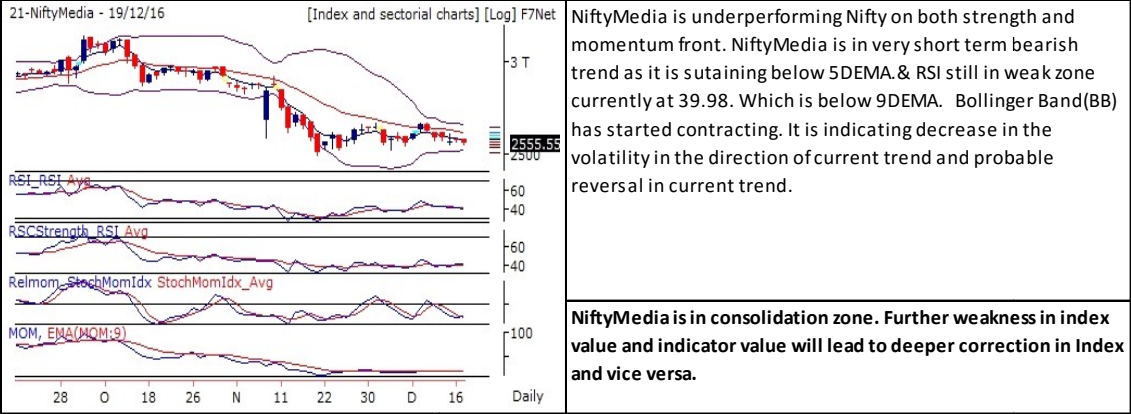 21-NiftyMedia - 19/12/16 [Index and sectorial charts] [Log] F7Net
3 T
2555.55
2500
RSI_RSI Avg
60
40
RSCStrength_RSI Avg
60
40
Relmom_StochMomIdx StochMomIdx_Avg
MOM, EMA(MOM:9)
100
28 O 18 26 N 11 22 30 D 16 Daily
NiftyMedia is underperforming Nifty on both strength and
momentum front. NiftyMedia is in very short term bearish
trend as it is sutaining below 5DEMA.& RSI still in weak zone
currently at 39.98. Which is below 9DEMA. Bollinger Band(BB)
has started contracting. It is indicating decrease in the
volatility in the direction of current trend and probable
reversal in current trend.
NiftyMedia is in consolidation zone. Further weakness in index
value and indicator value will lead to deeper correction in Index
and vice versa.